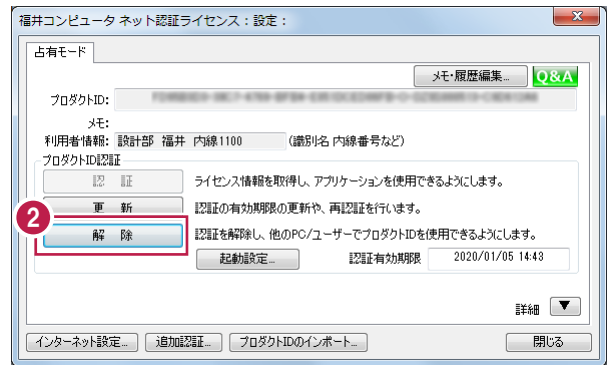 福井コンピュータ ネット認証ライセンス：設定：
占有モード
メモ・履歴編集... Q&A
プロダクトID:
メモ:
利用者情報: 設計部 福井 内線1100 (識別名 内線番号など)
プロダクトID認証
認 証 ライセンス情報を取得し、アプリケーションを使用できるようにします。
更 新 認証の有効期限の更新や、再認証を行います。
2
解 除 認証を解除し、他のPC/ユーザーでプロダクトIDを使用できるようにします。
起動設定... 認証有効期限 2020/01/05 14:43
詳細 ▼
インターネット設定... 追加認証... プロダクトIDのインポート... 閉じる